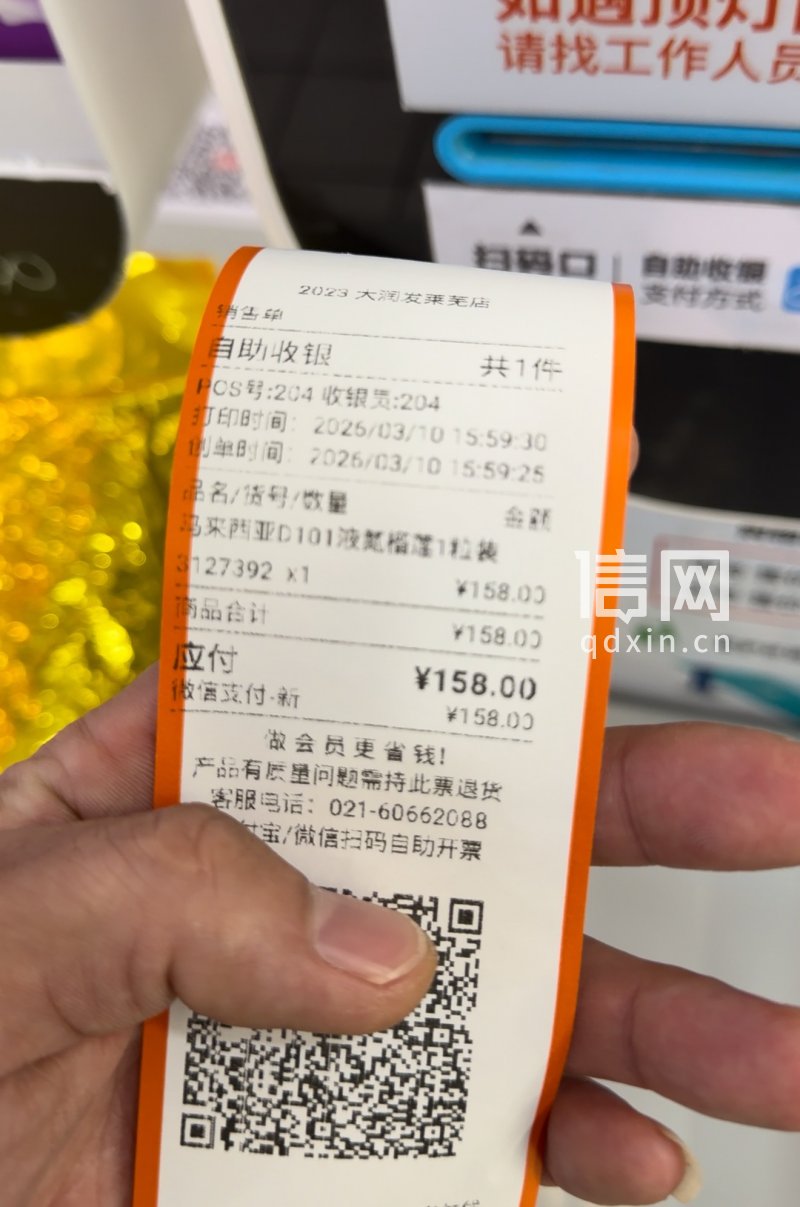 请找工作人员
扫码口
自助收银
支付方式
2023 大润发莱芜店
销售单
自助收银 共1件
POS号:204 收银员:204
打印时间: 2026/03/10 15:59:30
创单时间: 2026/03/10 15:59:25
品名/货号/数量 金额
马来西亚D101液氮榴莲1粒装
3127392 x1 ¥158.00
商品合计 ¥158.00
应付 ¥158.00
微信支付-新 ¥158.00
做会员更省钱!
产品有质量问题需持此票退货
客服电话: 021-60662088
付宝/微信扫码自助开票
信网
qdxin.cn